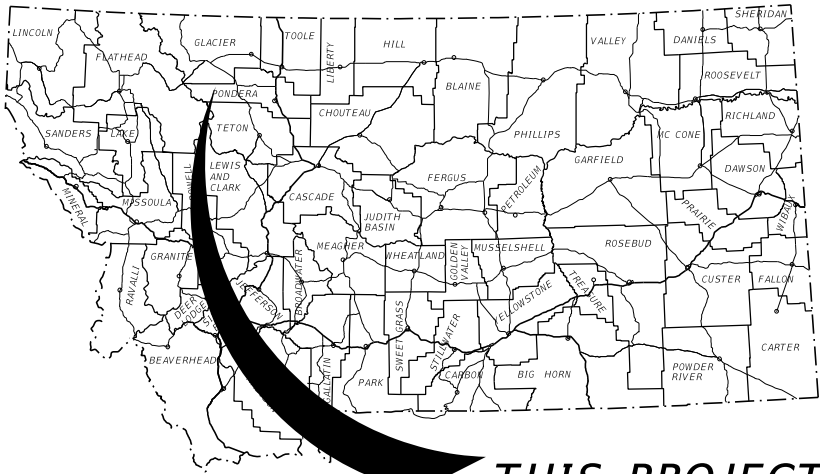 SHERIDAN
LINCOLN
TOOLE
GLACIER
HILL
VALLEY
DANIELS
LIBERTY
FLATHEAD
ROOSEVELT
BLAINE
PONDERA
CHOUTEAU
RICHLAND
TETON
SANDERS
LAKE
PHILLIPS
MC CONE
GARFIELD
LEWIS
AND
CLARK
DAWSON
FERGUS
PETROLEUM
CASCADE
MISSOULA
MINERAL
JUDITH
BASIN
PRAIRIE
WIBAUX
MEAGHER
MUSSELSHELL
ROSEBUD
GRANITE
WHEATLAND
GOLDEN
VALLEY
BROADWATER
RAVALLI
CUSTER
FALLON
JEFFERSON
TREASURE
YELLOWSTONE
DEER
LODGE
SWEET GRASS
STILLWATER
CARTER
BEAVERHEAD
GALLATIN
PARK
CARBON
BIG HORN
POWDER
RIVER
THIS PROJECT